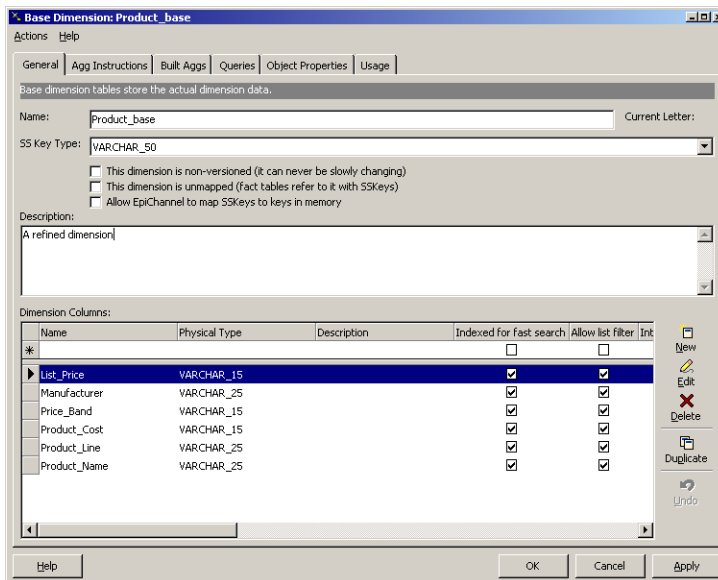 Base Dimension: Product_base
Actions Help
General Agg Instructions Built Aggs Queries Object Properties Usage
Base dimension tables store the actual dimension data.
Name: Product_base Current Letter:
SS Key Type: VARCHAR_50
This dimension is non-versioned (it can never be slowly changing)
This dimension is unmapped (fact tables refer to it with SSKeys)
Allow EpiChannel to map SSKeys to keys in memory
Description:
A refined dimension
Dimension Columns:
Name Physical Type Description Indexed for fast search Allow list filter Int
List_Price VARCHAR_15
Manufacturer VARCHAR_25
Price_Band VARCHAR_15
Product_Cost VARCHAR_15
Product_Line VARCHAR_25
Product_Name VARCHAR_25
New
Edit
Delete
Duplicate
Undo
Help OK Cancel Apply